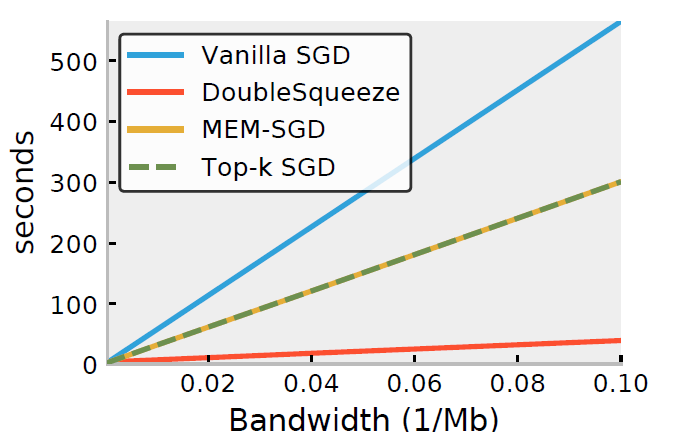 500
400
300
200
100
0
seconds
Vanilla SGD
DoubleSqueeze
MEM-SGD
Top-k SGD
0.02 0.04 0.06 0.08 0.10
Bandwidth (1/Mb)